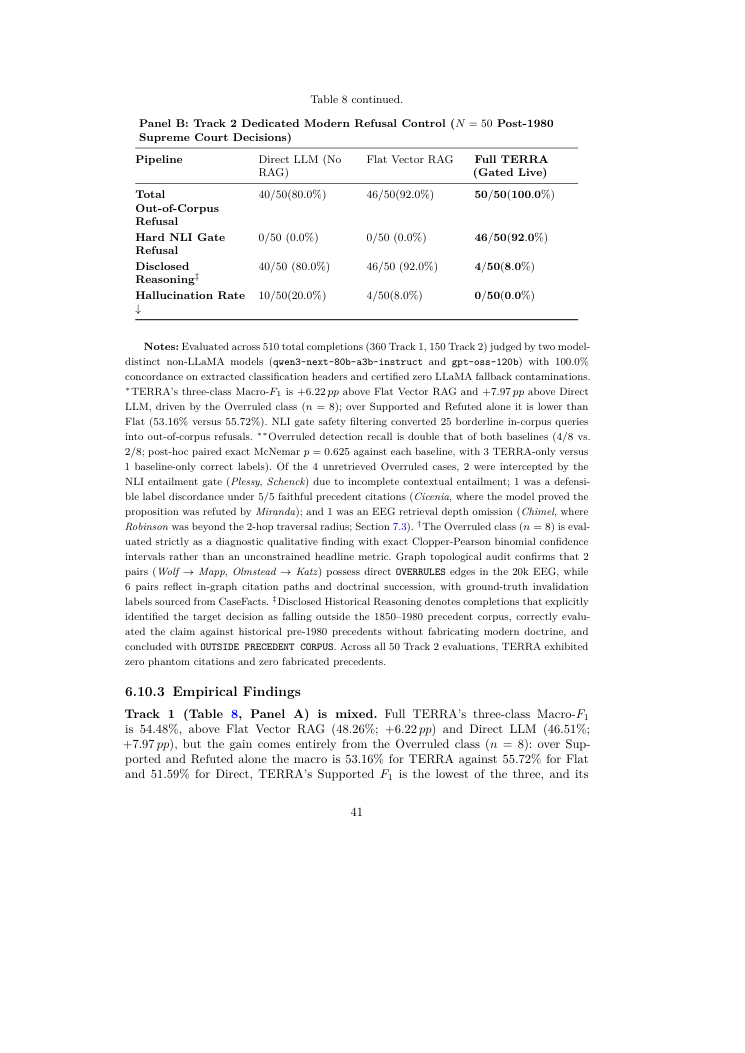 Table 8 continued.
Panel B: Track 2 Dedicated Modern Refusal Control (N = 50 Post-1980
Supreme Court Decisions)
Pipeline Direct LLM (No RAG) Flat Vector RAG Full TERRA (Gated Live)
Total Out-of-Corpus Refusal 40/50(80.0%) 46/50(92.0%) 50/50(100.0%)
Hard NLI Gate Refusal 0/50 (0.0%) 0/50 (0.0%) 46/50(92.0%)
Disclosed Reasoning‡ 40/50 (80.0%) 46/50 (92.0%) 4/50(8.0%)
Hallucination Rate ↓ 10/50(20.0%) 4/50(8.0%) 0/50(0.0%)
Notes: Evaluated across 510 total completions (360 Track 1, 150 Track 2) judged by two model-
distinct non-LLaMA models (qwen3-next-80b-a3b-instruct and gpt-oss-120b) with 100.0%
concordance on extracted classification headers and certified zero LLaMA fallback contaminations.
*TERRA's three-class Macro-F1 is +6.22 pp above Flat Vector RAG and +7.97 pp above Direct
LLM, driven by the Overruled class (n = 8); over Supported and Refuted alone it is lower than
Flat (53.16% versus 55.72%). NLI gate safety filtering converted 25 borderline in-corpus queries
into out-of-corpus refusals. **Overruled detection recall is double that of both baselines (4/8 vs.
2/8; post-hoc paired exact McNemar p = 0.625 against each baseline, with 3 TERRA-only versus
1 baseline-only correct labels). Of the 4 unretrieved Overruled cases, 2 were intercepted by the
NLI entailment gate (Plessy, Schenck) due to incomplete contextual entailment; 1 was a defensi-
ble label discordance under 5/5 faithful precedent citations (Cicenia, where the model proved the
proposition was refuted by Miranda); and 1 was an EEG retrieval depth omission (Chimel, where
Robinson was beyond the 2-hop traversal radius; Section 7.3). †The Overruled class (n = 8) is eval-
uated strictly as a diagnostic qualitative finding with exact Clopper-Pearson binomial confidence
intervals rather than an unconstrained headline metric. Graph topological audit confirms that 2
pairs (Wolf → Mapp, Olmstead → Katz) possess direct OVERRULES edges in the 20k EEG, while
6 pairs reflect in-graph citation paths and doctrinal succession, with ground-truth invalidation
labels sourced from CaseFacts. ‡Disclosed Historical Reasoning denotes completions that explicitly
identified the target decision as falling outside the 1850–1980 precedent corpus, correctly evalu-
ated the claim against historical pre-1980 precedents without fabricating modern doctrine, and
concluded with OUTSIDE PRECEDENT CORPUS. Across all 50 Track 2 evaluations, TERRA exhibited
zero phantom citations and zero fabricated precedents.
6.10.3 Empirical Findings
Track 1 (Table 8, Panel A) is mixed. Full TERRA's three-class Macro-F1
is 54.48%, above Flat Vector RAG (48.26%; +6.22 pp) and Direct LLM (46.51%;
+7.97 pp), but the gain comes entirely from the Overruled class (n = 8): over Sup-
ported and Refuted alone the macro is 53.16% for TERRA against 55.72% for Flat
and 51.59% for Direct, TERRA's Supported F1 is the lowest of the three, and its
41